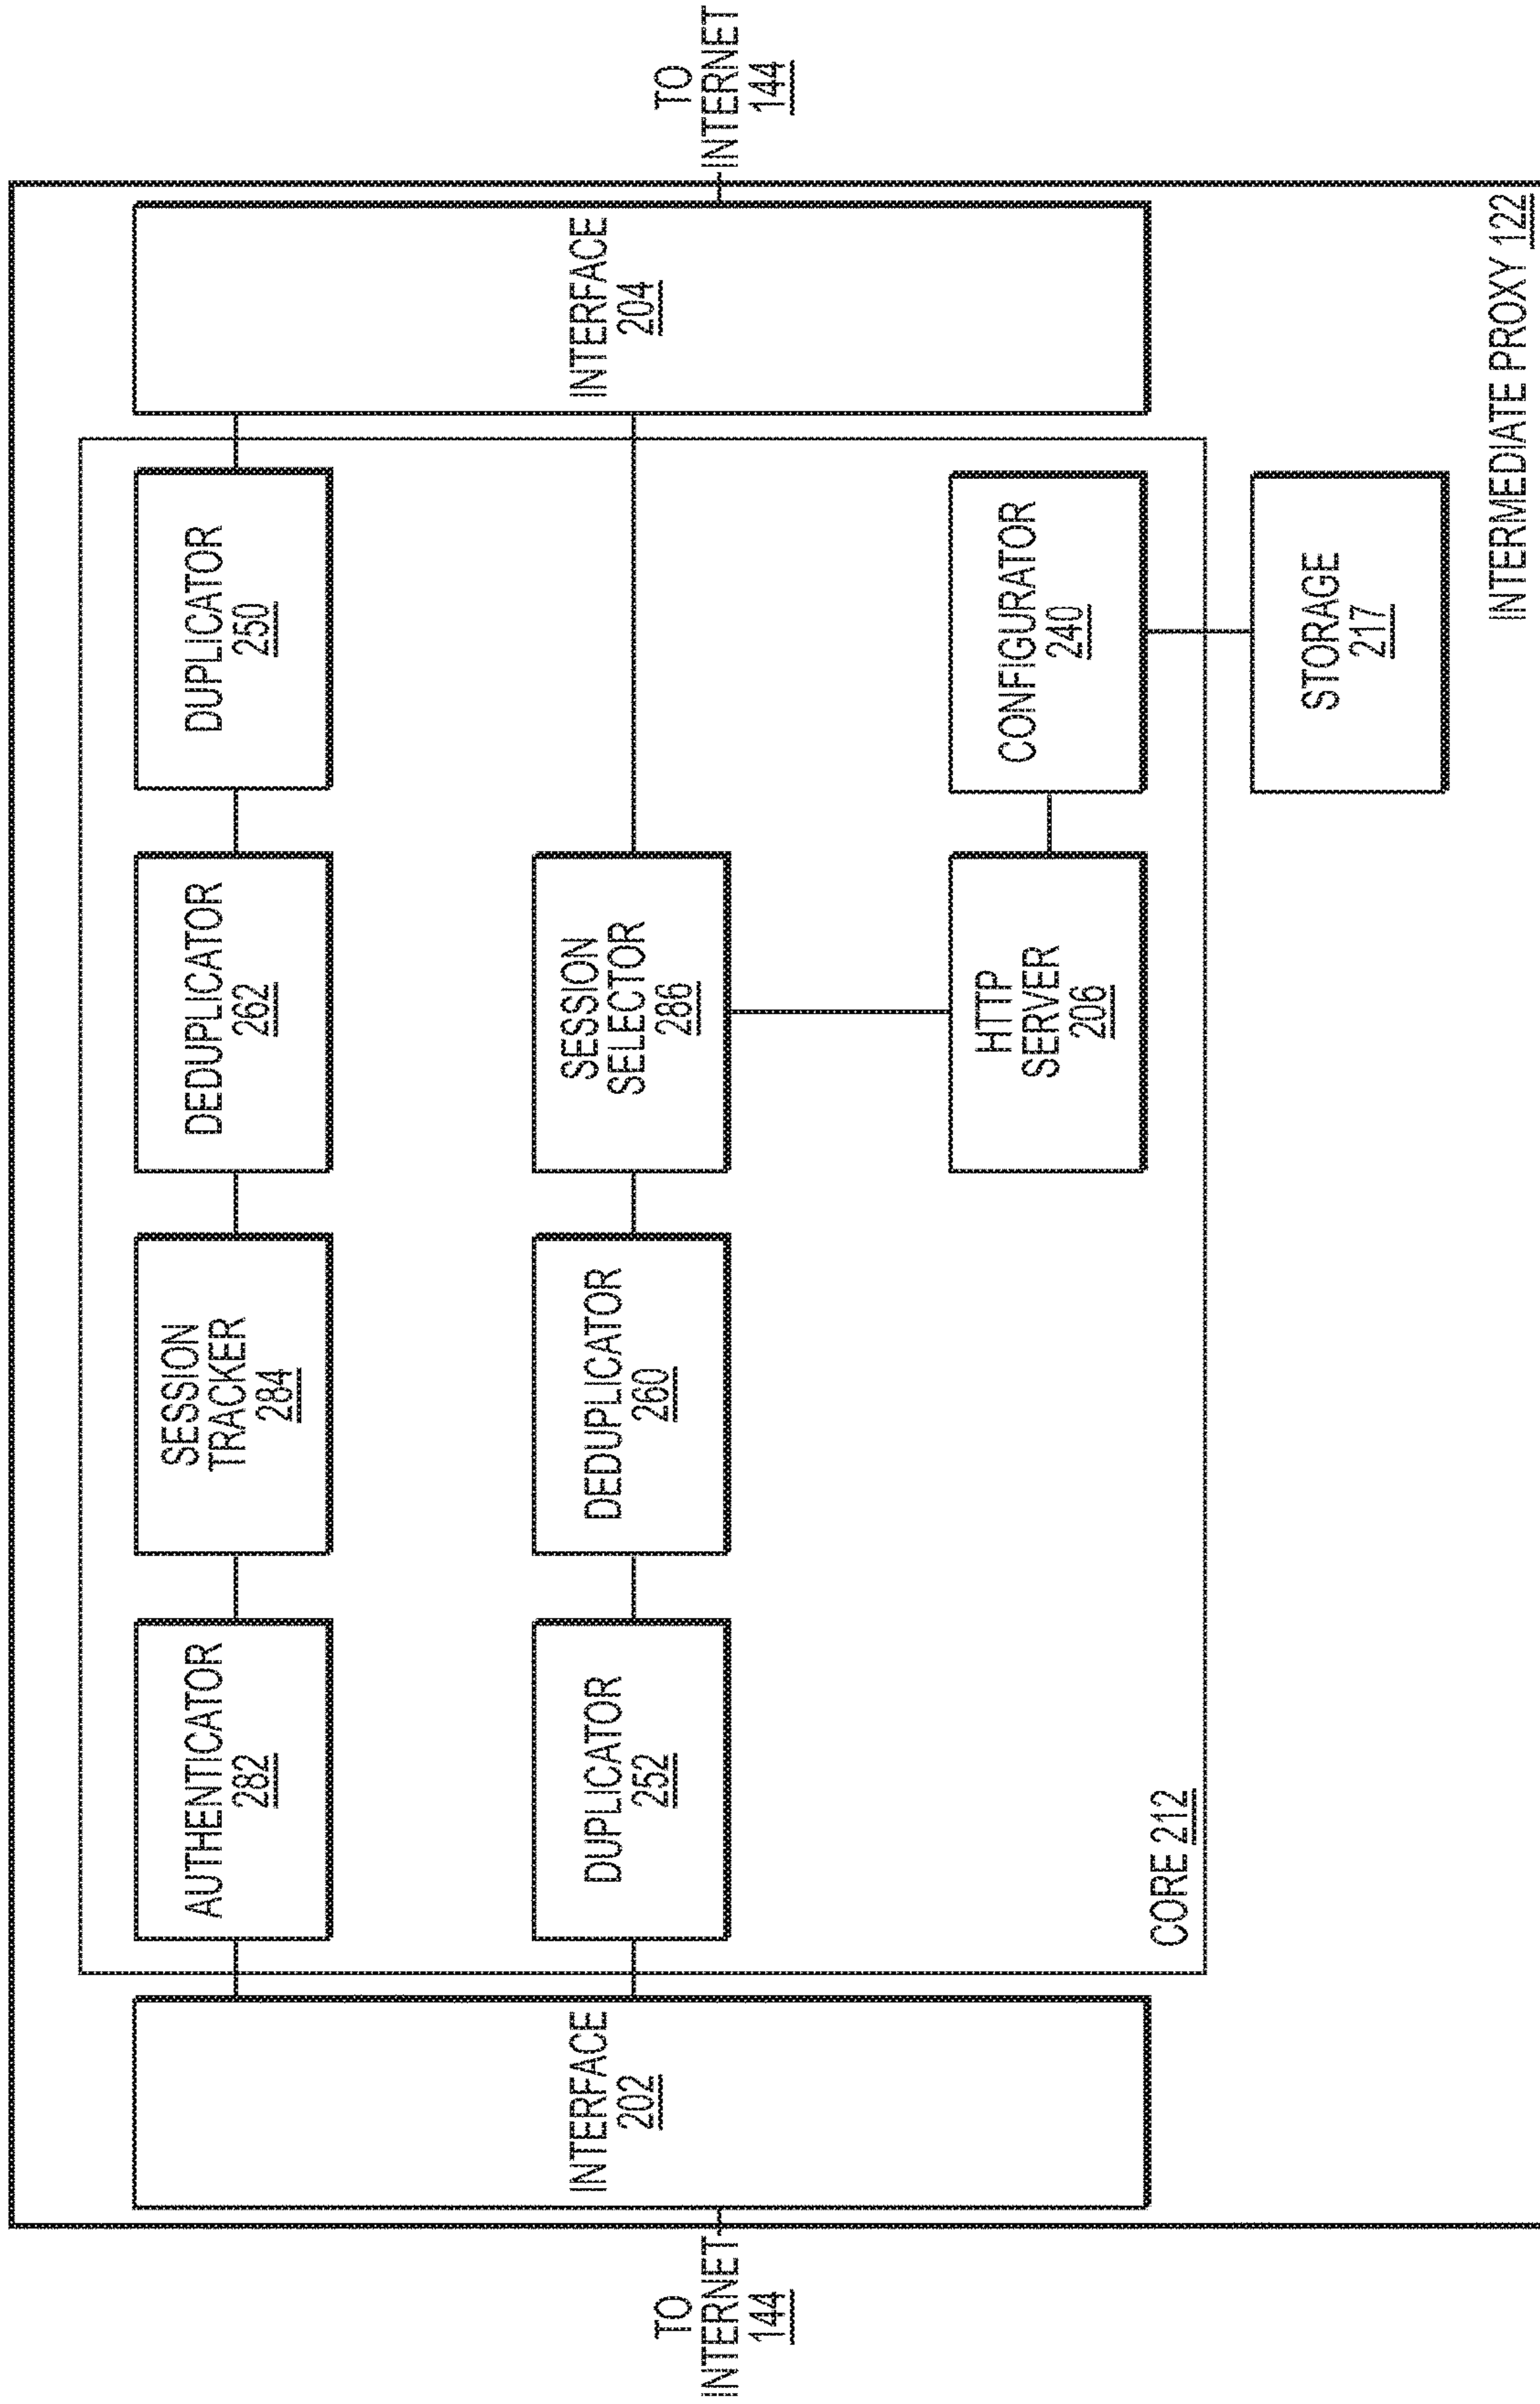 TO
INTERNET
144
INTERFACE
202
AUTHENTICATOR
282
SESSION
TRACKER
284
DEDUPLICATOR
262
DUPLICATOR
250
DUPLICATOR
252
DEDUPLICATOR
260
SESSION
SELECTOR
286
HTTP
SERVER
206
CONFIGURATOR
240
CORE 212
INTERFACE
204
TO
INTERNET
144
STORAGE
217
INTERMEDIATE PROXY 122